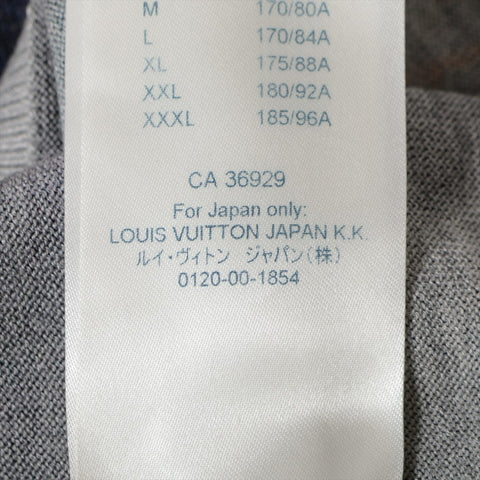 M 170/80A
L 170/84A
XL 175/88A
XXL 180/92A
XXXL 185/96A
CA 36929
For Japan only:
LOUIS VUITTON JAPAN K.K.
ルイ・ヴィトン ジャパン(株)
0120-00-1854